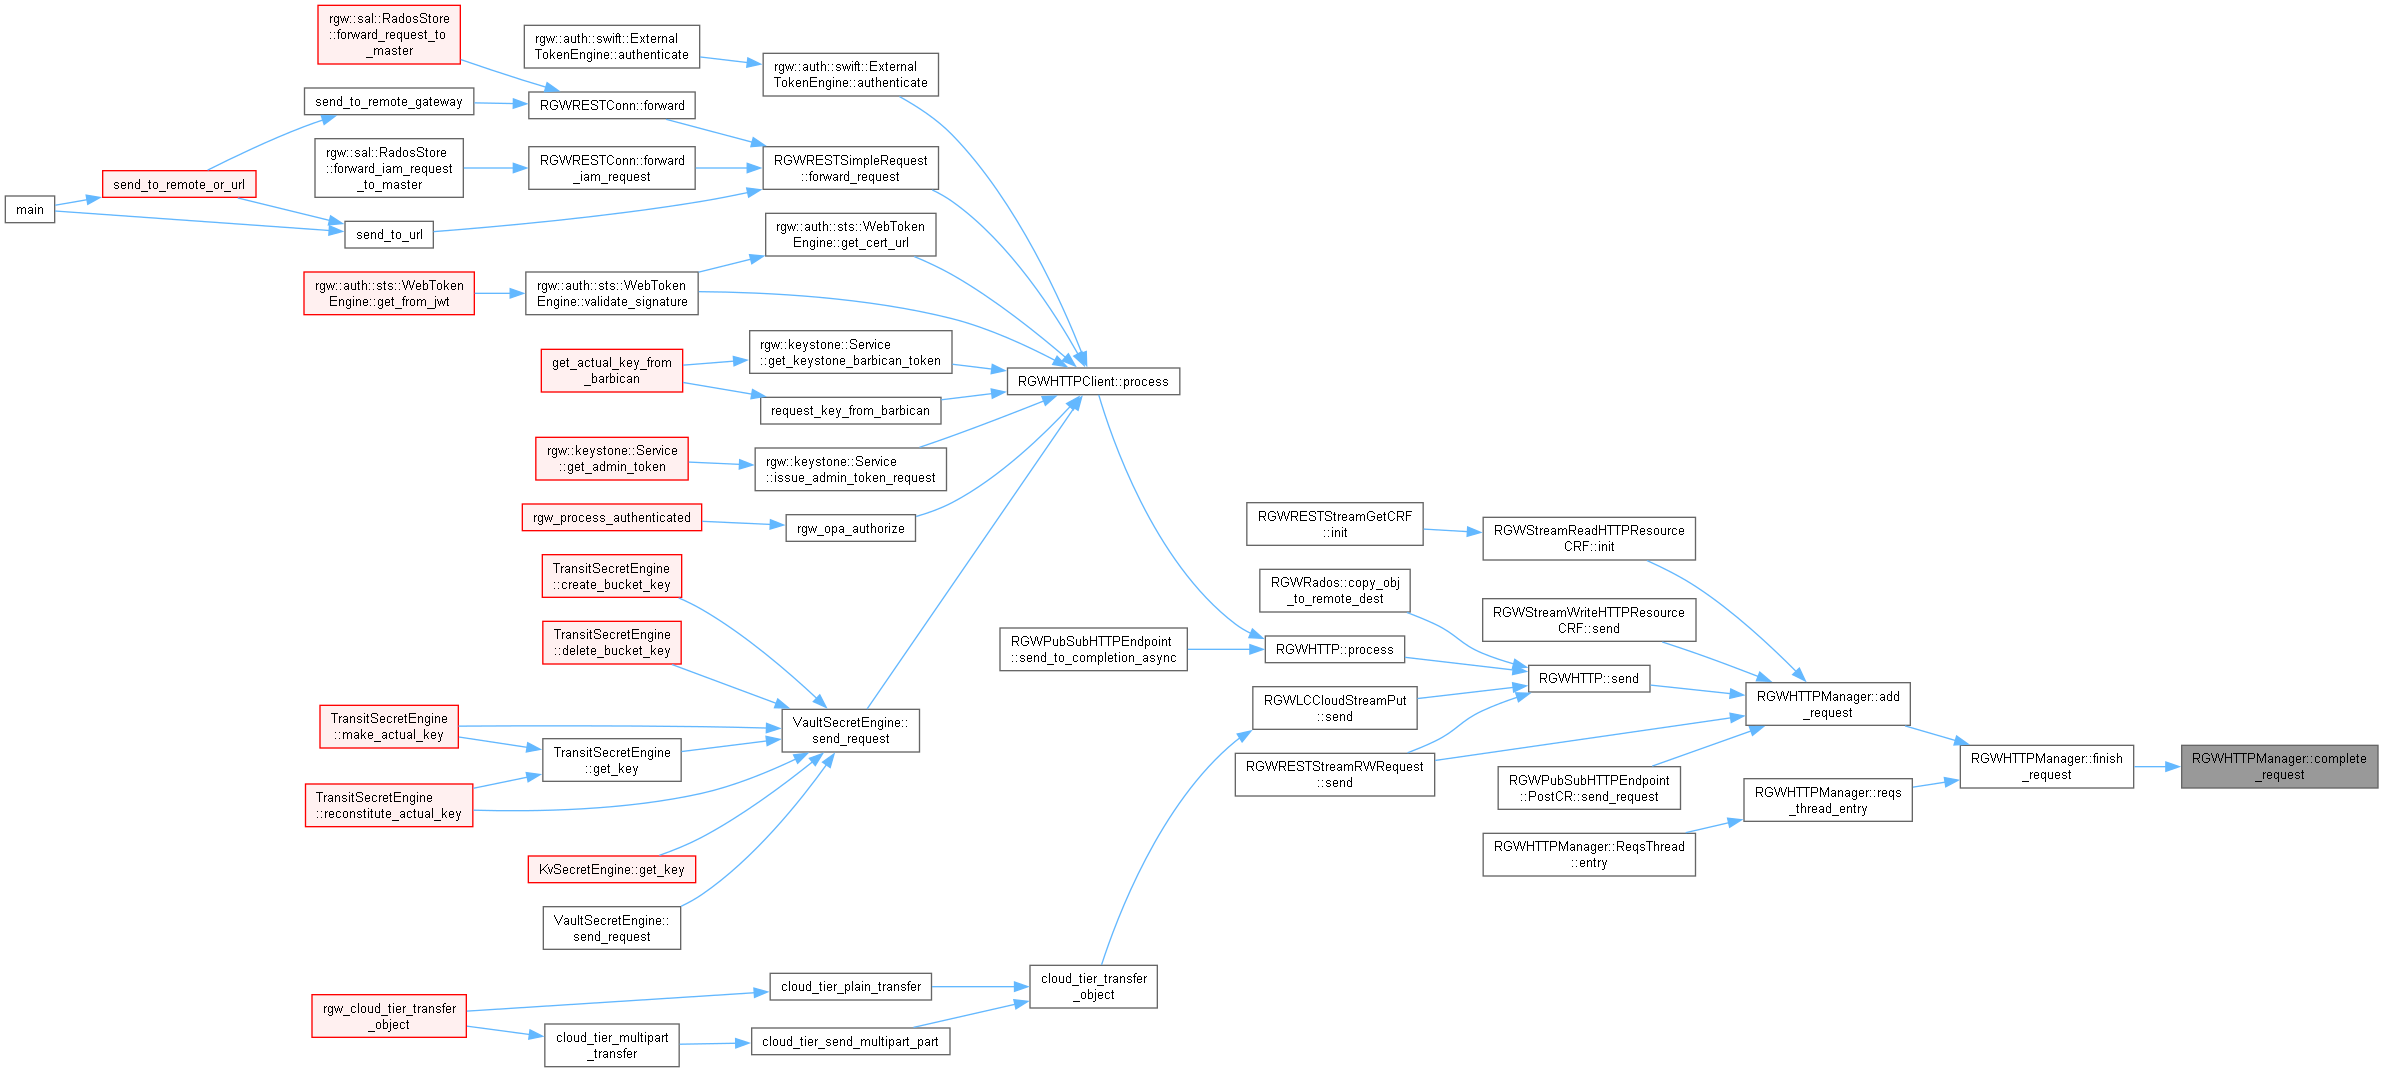 rgw::sal::RadosStore
::forward_request_to
_master
send_to_remote_gateway
rgw::sal::RadosStore
::forward_iam_request
_to_master
send_to_remote_or_url
main
send_to_url
rgw::auth::sts::WebToken
Engine::get_from_jwt
rgw::auth::swift::External
TokenEngine::authenticate
RGWRESTConn::forward
RGWRESTConn::forward
_iam_request
rgw::auth::sts::WebToken
Engine::validate_signature
get_actual_key_from
_barbican
rgw::keystone::Service
::get_admin_token
rgw_process_authenticated
TransitSecretEngine
::create_bucket_key
TransitSecretEngine
::delete_bucket_key
TransitSecretEngine
::make_actual_key
TransitSecretEngine
::get_key
TransitSecretEngine
::reconstitute_actual_key
KvSecretEngine::get_key
VaultSecretEngine::
send_request
rgw_cloud_tier_transfer
_object
cloud_tier_multipart
_transfer
rgw::auth::swift::External
TokenEngine::authenticate
RGWRESTSimpleRequest
::forward_request
rgw::auth::sts::WebToken
Engine::get_cert_url
rgw::keystone::Service
::get_keystone_barbican_token
request_key_from_barbican
rgw::keystone::Service
::issue_admin_token_request
rgw_opa_authorize
VaultSecretEngine::
send_request
cloud_tier_plain_transfer
cloud_tier_send_multipart_part
RGWHTTPClient::process
RGWPubSubHTTPEndpoint
::send_to_completion_async
cloud_tier_transfer
_object
RGWRESTStreamGetCRF
::init
RGWRados::copy_obj
_to_remote_dest
RGWHTTP::process
RGWLCCloudStreamPut
::send
RGWRESTStreamRWRequest
::send
RGWStreamReadHTTPResource
CRF::init
RGWStreamWriteHTTPResource
CRF::send
RGWHTTP::send
RGWPubSubHTTPEndpoint
::PostCR::send_request
RGWHTTPManager::ReqsThread
::entry
RGWHTTPManager::add
_request
RGWHTTPManager::reqs
_thread_entry
RGWHTTPManager::finish
_request
RGWHTTPManager::complete
_request